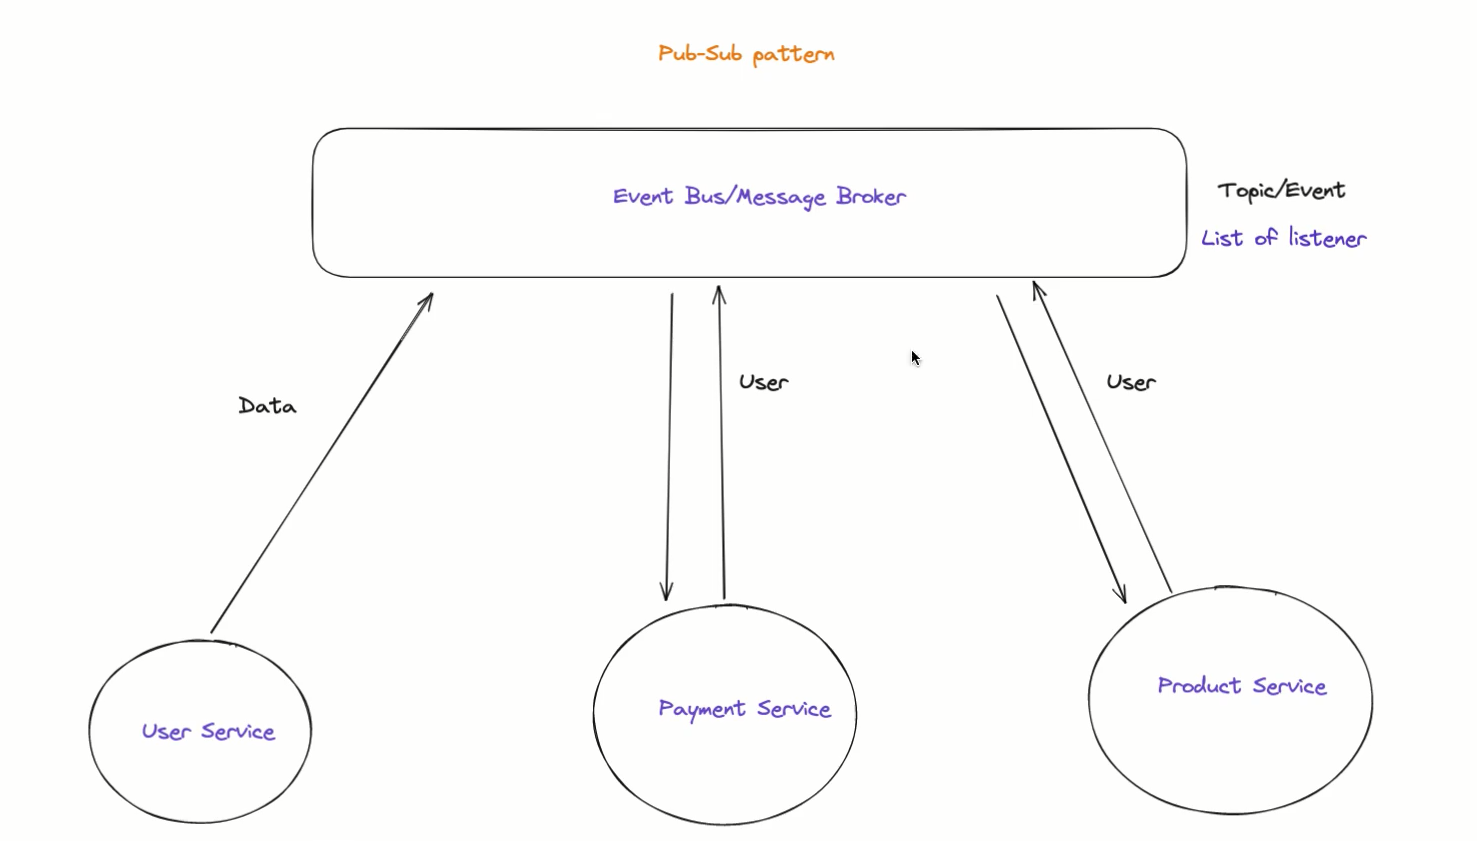 Pub-Sub pattern
Event Bus/Message Broker
Topic/Event
List of listener
Data
User
User
User Service
Payment Service
Product Service